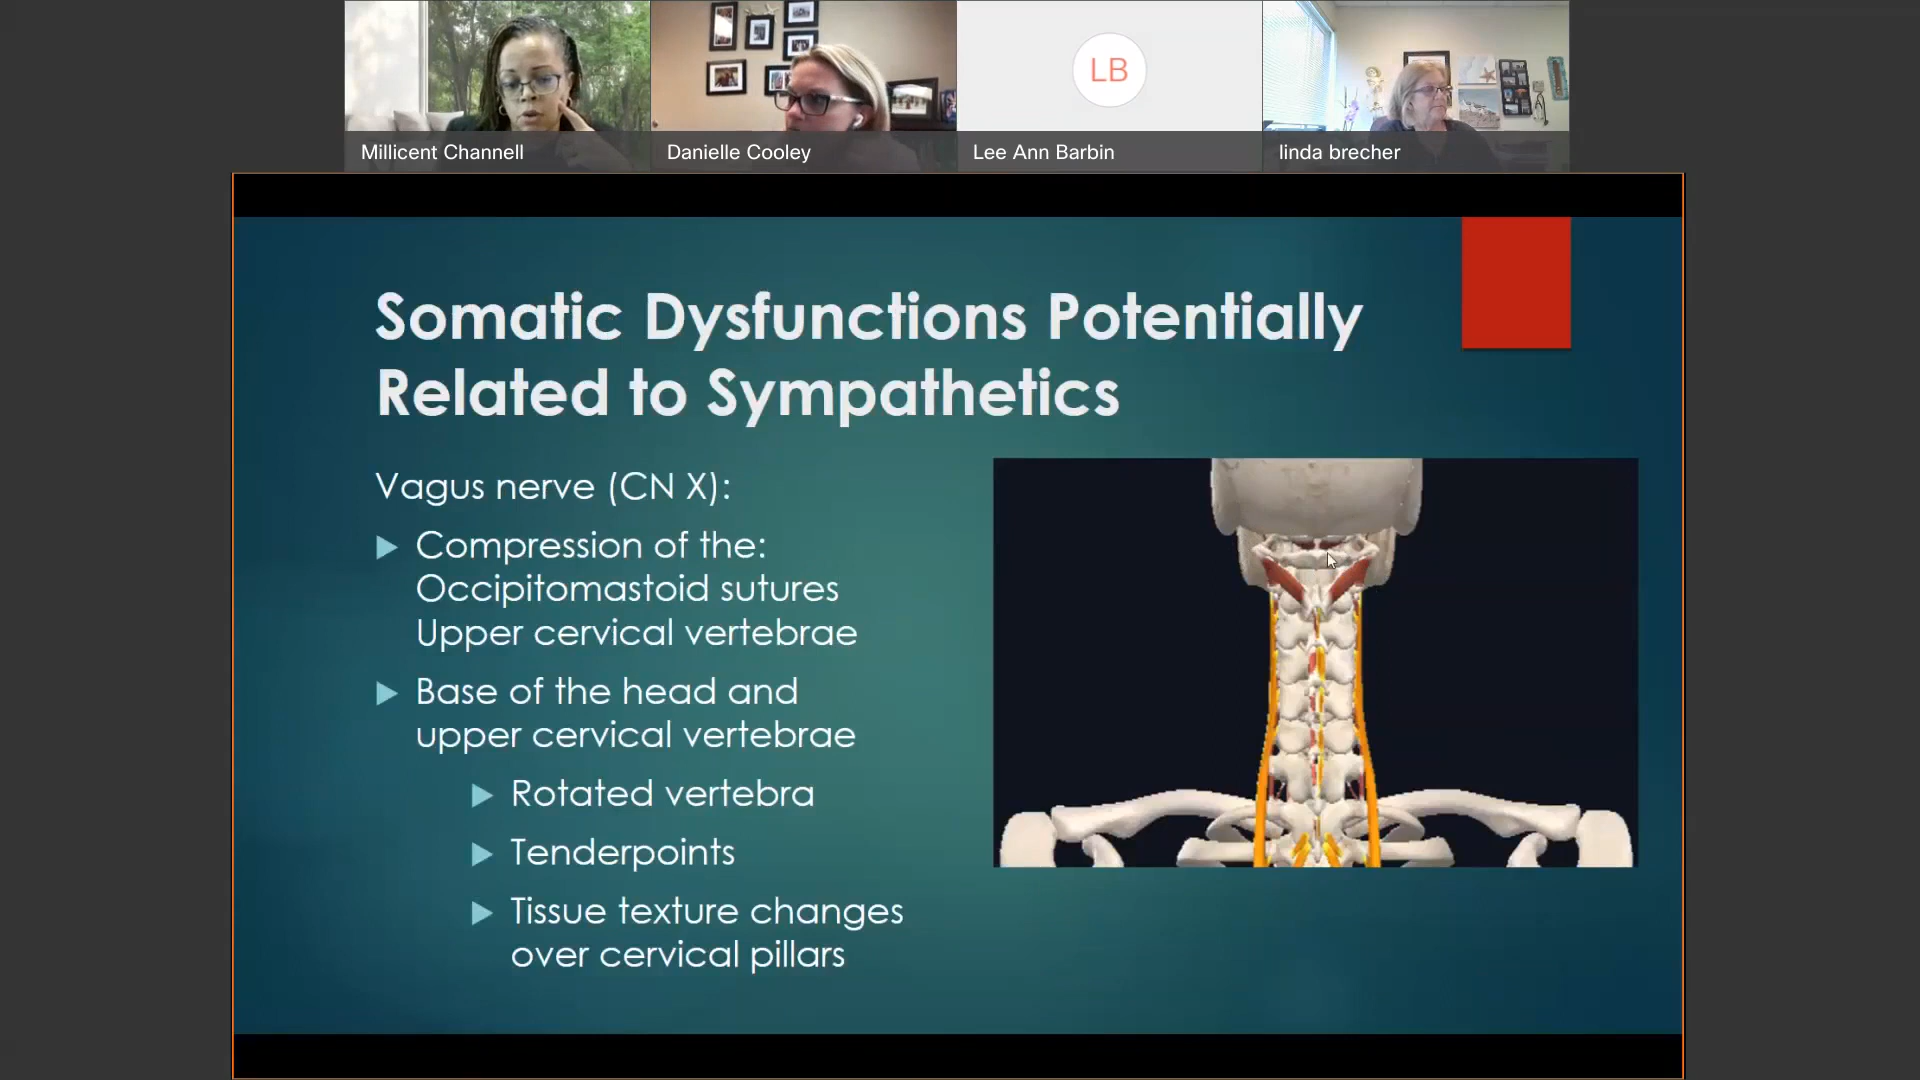 Millicent Channell
Danielle Cooley
LB
Lee Ann Barbin
linda brecher
Somatic Dysfunctions Potentially
Related to Sympathetics
Vagus nerve (CN X):
Compression of the:
Occipitomastoid sutures
Upper cervical vertebrae
Base of the head and
upper cervical vertebrae
Rotated vertebra
Tenderpoints
Tissue texture changes
over cervical pillars